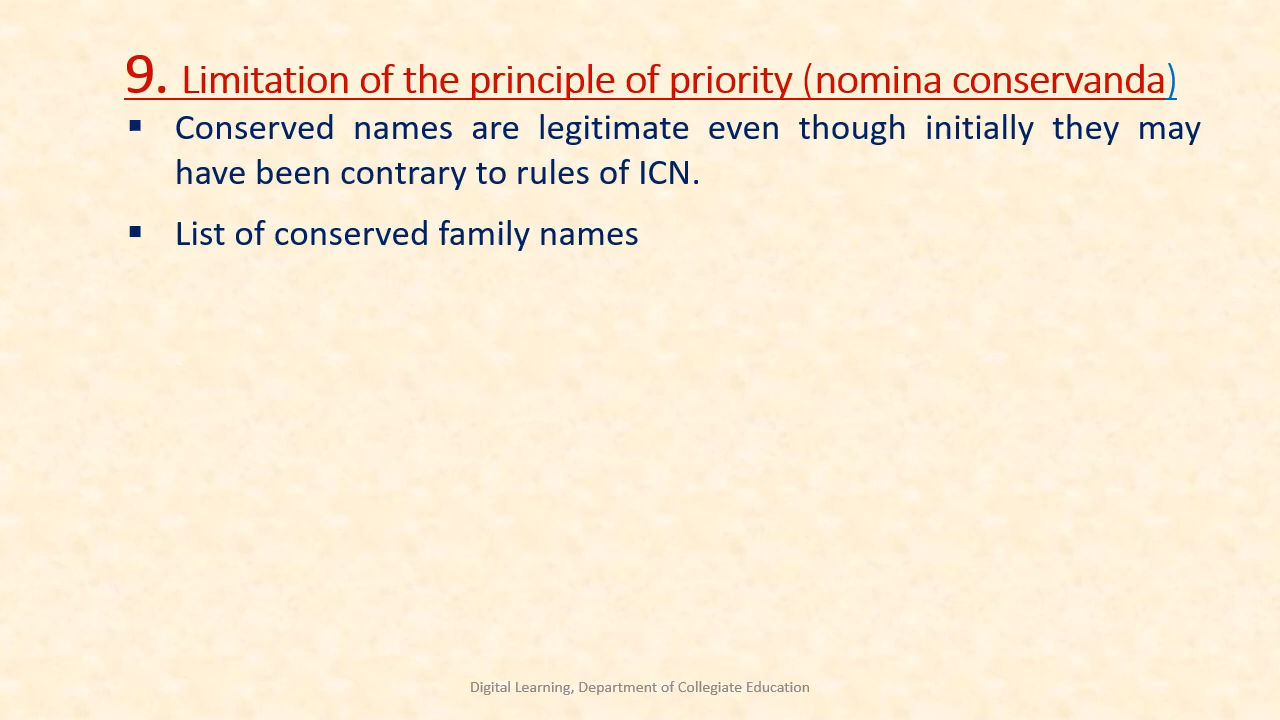 9. Limitation of the principle of priority (nomina conservanda)
▪ Conserved names are legitimate even though initially they may
have been contrary to rules of ICN.
▪ List of conserved family names
Digital Learning, Department of Collegiate Education